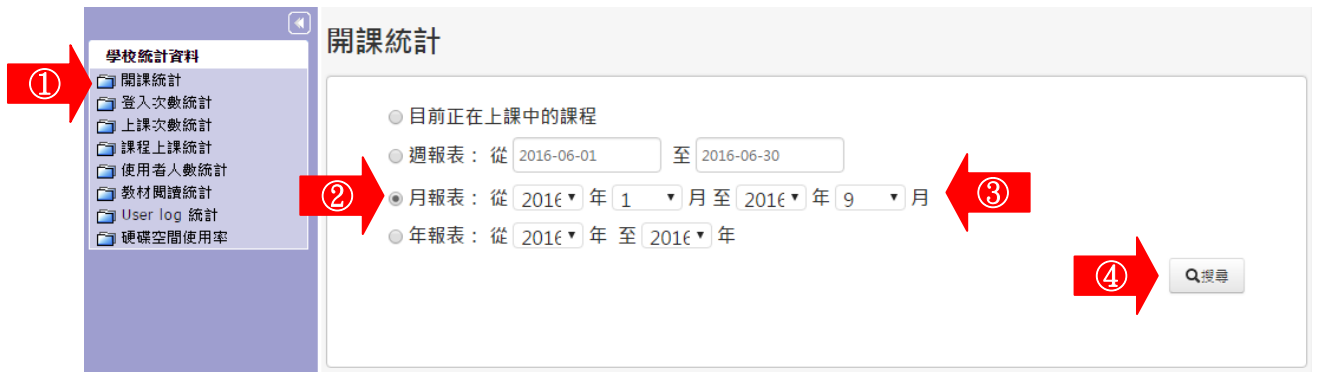 學校統計資料
①
開課統計
登入次數統計
上課次數統計
課程上課統計
使用者人數統計
教材閱讀統計
User log 統計
硬碟空間使用率
開課統計
目前正在上課中的課程
週報表： 從 2016-06-01 至 2016-06-30
② 月報表： 從 2016 年 1 月 至 2016 年 9 月 ③
年報表： 從 2016 年 至 2016 年
④ 搜尋